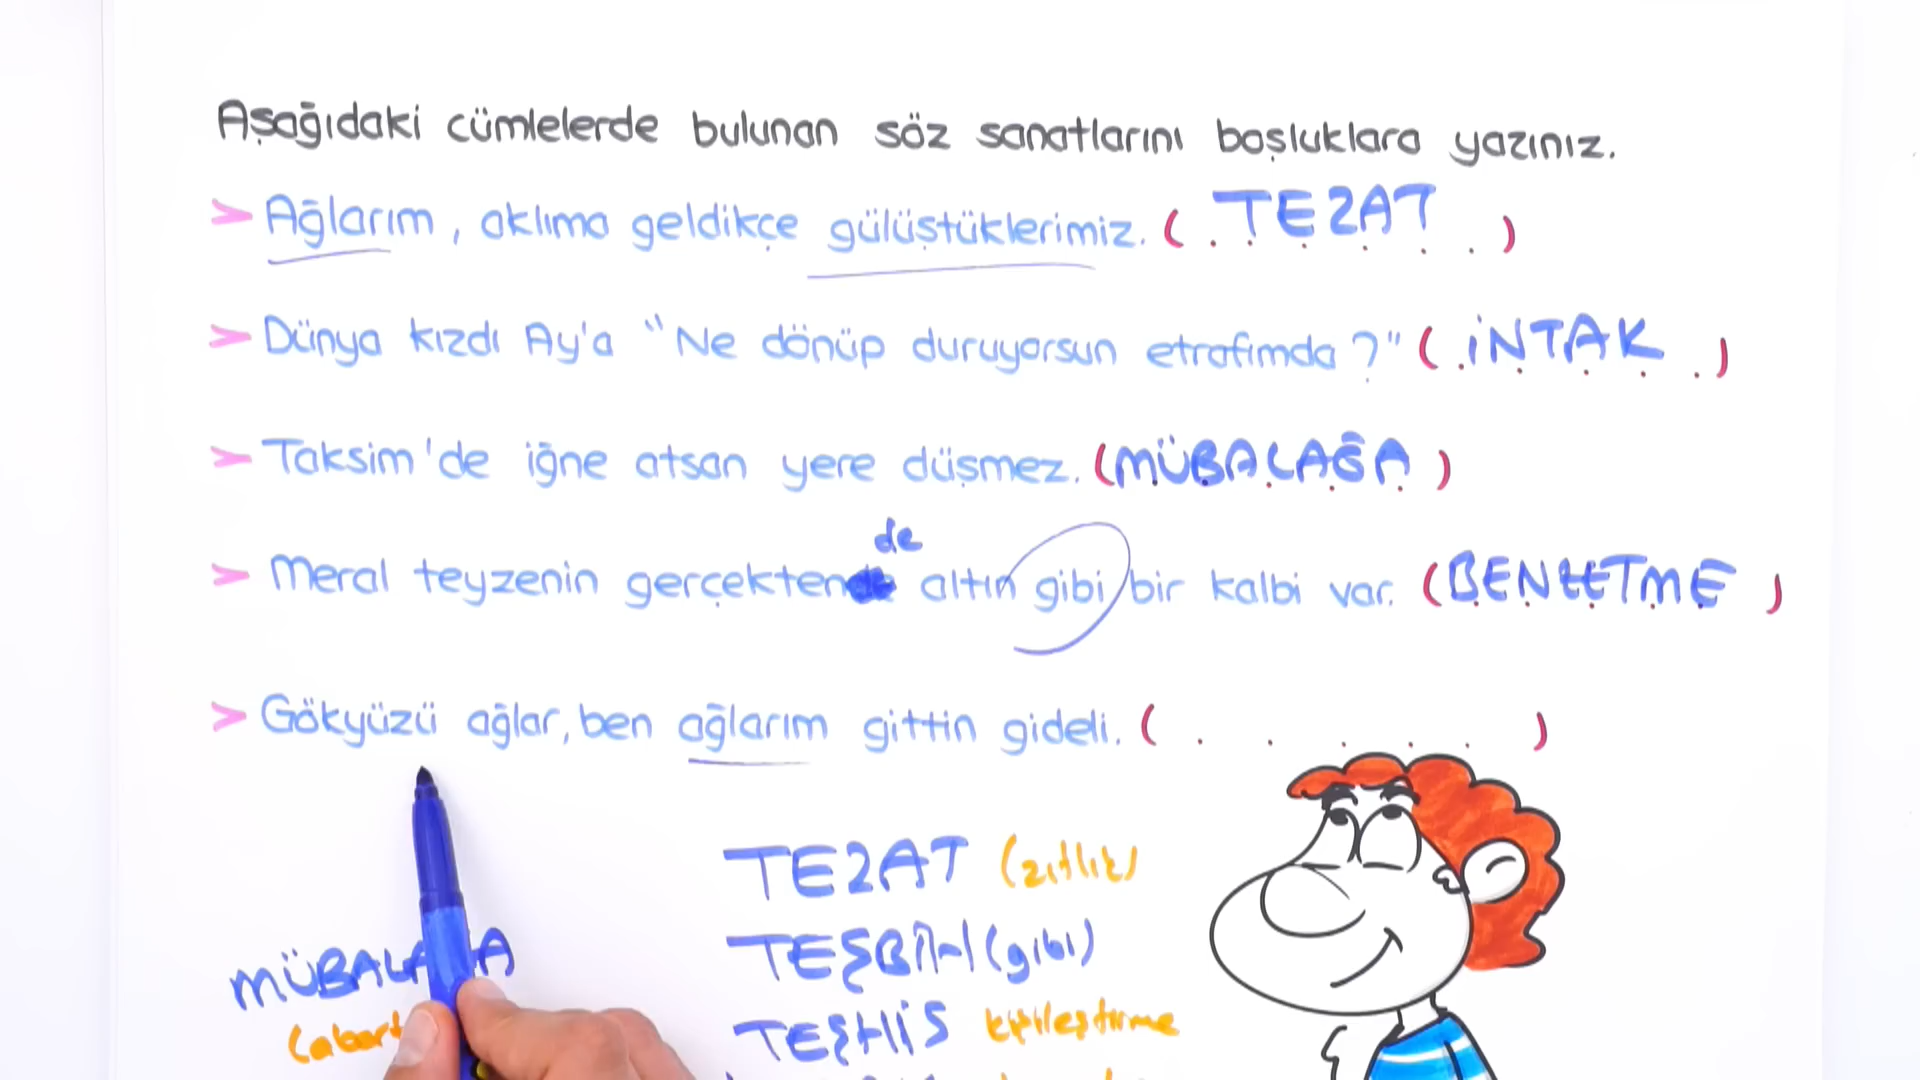 Aşağıdaki cümlelerde bulunan söz sanatlarını boşluklara yazınız.
> Ağlarım, aklıma geldikçe gülüştüklerimiz. (TEZAT)
> Dünya kızdı Ay'a "Ne dönüp duruyorsun etrafımda?" (İNTAK)
> Taksim'de iğne atsan yere düşmez. (MÜBALAĞA)
de
> Meral teyzenin gerçekten altın gibi bir kalbi var. (BENZETME)
> Gökyüzü ağlar, ben ağlarım gittin gideli. ( . . . . . )
TEZAT (zıtlık)
TEŞBİH (gibi)
TEŞHİS kişileştirme